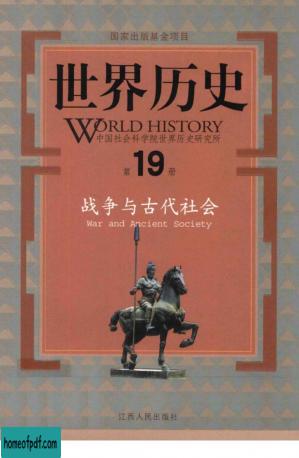 国家出版基金项目
世界历史
WORLD HISTORY
中国社会科学院世界历史研究所
第19册
战争与古代社会
War and Ancient Society
江西人民出版社
homeofpdf.com